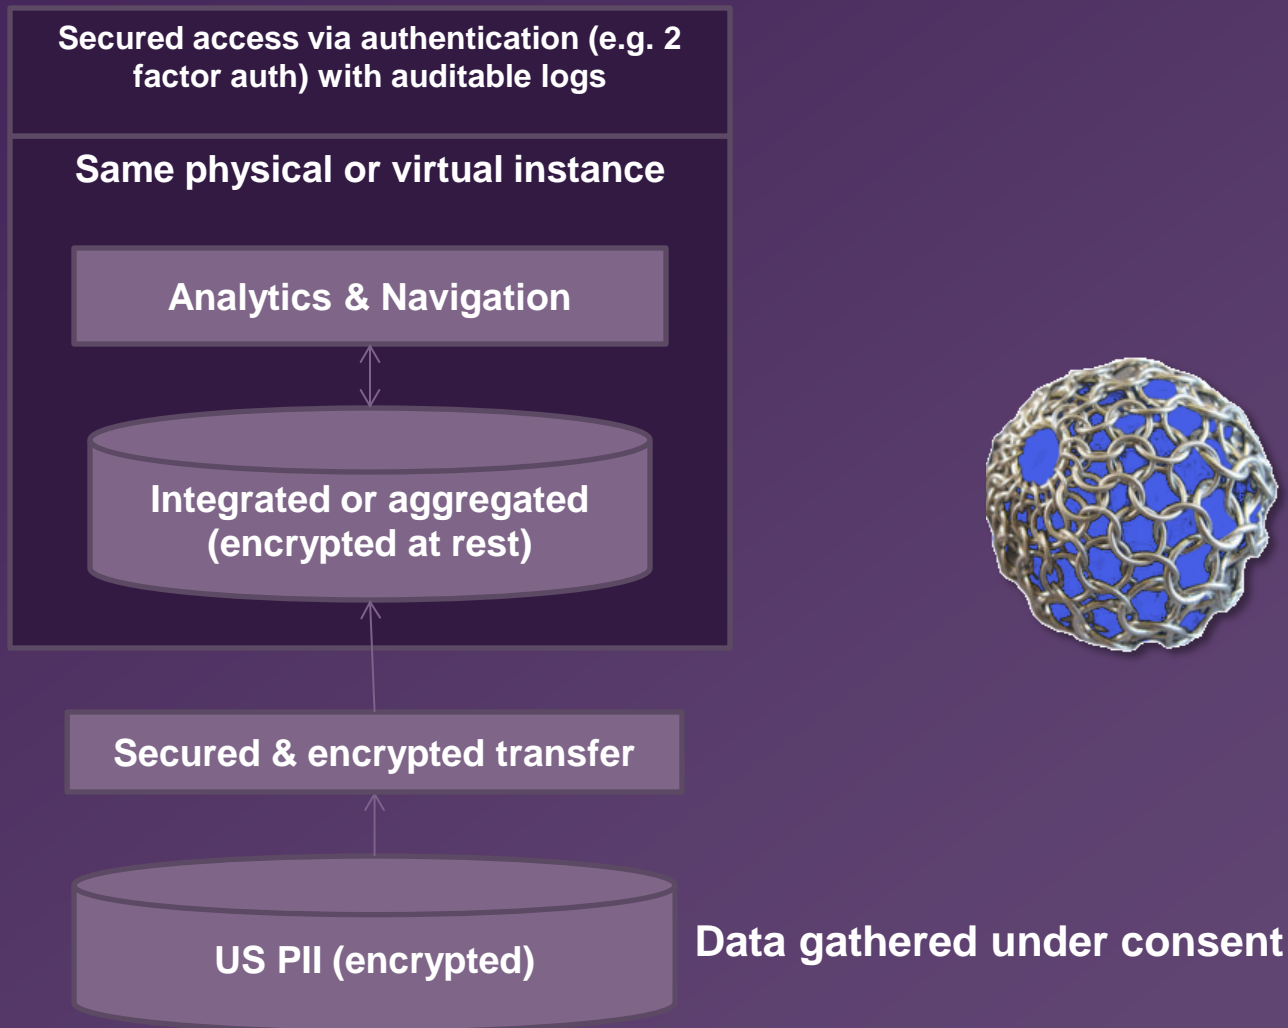 Secured access via authentication (e.g. 2
factor auth) with auditable logs
Same physical or virtual instance
Analytics & Navigation
Integrated or aggregated
(encrypted at rest)
Secured & encrypted transfer
US PII (encrypted)
Data gathered under consent